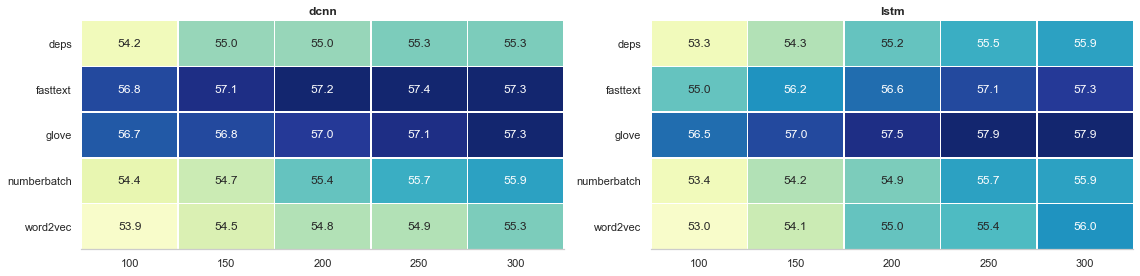 dcnn
deps 54.2 55.0 55.0 55.3 55.3
fasttext 56.8 57.1 57.2 57.4 57.3
glove 56.7 56.8 57.0 57.1 57.3
numberbatch 54.4 54.7 55.4 55.7 55.9
word2vec 53.9 54.5 54.8 54.9 55.3
100 150 200 250 300
lstm
deps 53.3 54.3 55.2 55.5 55.9
fasttext 55.0 56.2 56.6 57.1 57.3
glove 56.5 57.0 57.5 57.9 57.9
numberbatch 53.4 54.2 54.9 55.7 55.9
word2vec 53.0 54.1 55.0 55.4 56.0
100 150 200 250 300